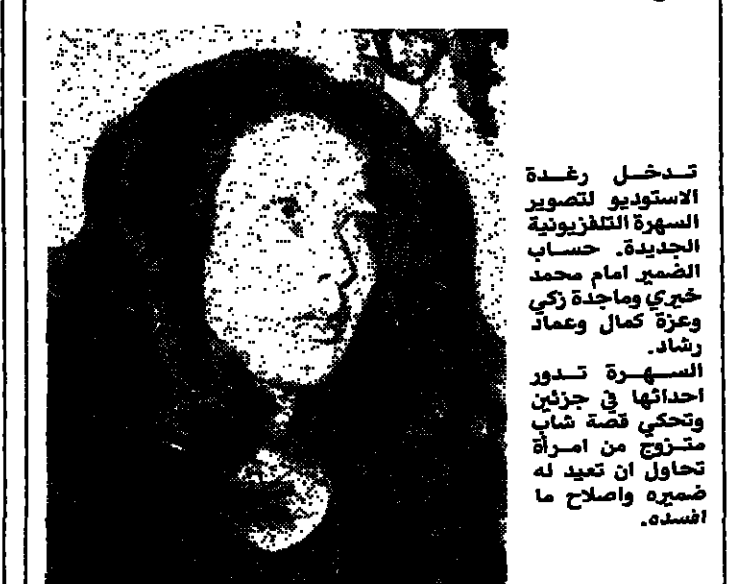 تدخل رغدة
الاستوديو لتصوير
السهرة التلفزيونية
الجديدة. حساب
الضمير امام محمد
خيري وماجدة زكي
وعزة كمال وعماد
رشاد.
السهرة تدور
احداثها في جزئين
وتحكي قصة شاب
متزوج من امرأة
تحاول ان تعيد له
ضميره واصلاح ما
افسده.